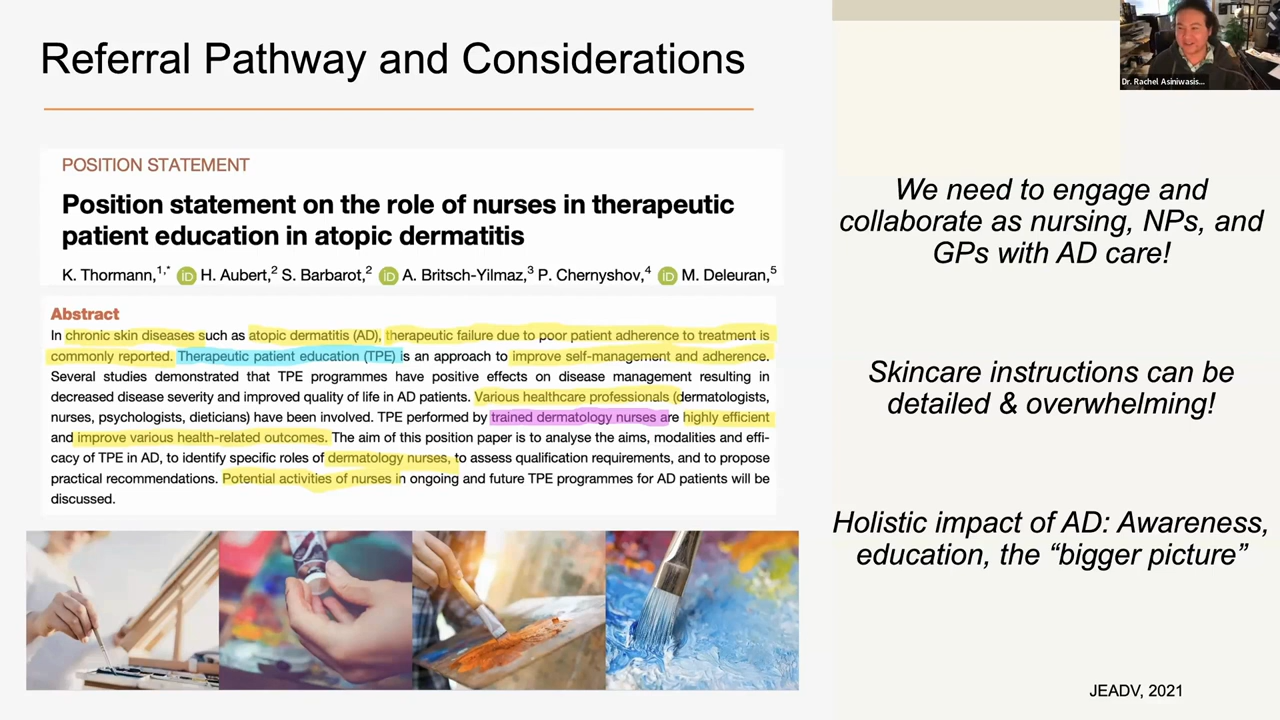 Referral Pathway and Considerations
Dr. Rachel Asiniwasis...
POSITION STATEMENT
Position statement on the role of nurses in therapeutic
patient education in atopic dermatitis
K. Thormann,1,* iD H. Aubert,2 S. Barbarot,2 iD A. Britsch-Yilmaz,3 P. Chernyshov,4 iD M. Deleuran,5
Abstract
In chronic skin diseases such as atopic dermatitis (AD), therapeutic failure due to poor patient adherence to treatment is
commonly reported. Therapeutic patient education (TPE) is an approach to improve self-management and adherence.
Several studies demonstrated that TPE programmes have positive effects on disease management resulting in
decreased disease severity and improved quality of life in AD patients. Various healthcare professionals (dermatologists,
nurses, psychologists, dieticians) have been involved. TPE performed by trained dermatology nurses are highly efficient
and improve various health-related outcomes. The aim of this position paper is to analyse the aims, modalities and effi-
cacy of TPE in AD, to identify specific roles of dermatology nurses, to assess qualification requirements, and to propose
practical recommendations. Potential activities of nurses in ongoing and future TPE programmes for AD patients will be
discussed.
We need to engage and
collaborate as nursing, NPs, and
GPs with AD care!
Skincare instructions can be
detailed & overwhelming!
Holistic impact of AD: Awareness,
education, the “bigger picture”
JEADV, 2021